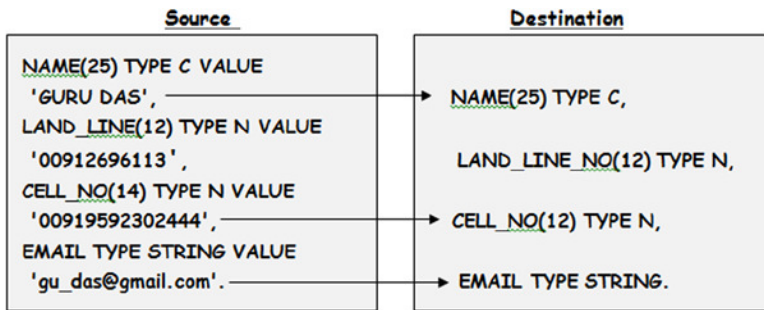 Source
NAME(25) TYPE C VALUE
'GURU DAS',
LAND_LINE(12) TYPE N VALUE
'00912696113',
CELL_NO(14) TYPE N VALUE
'00919592302444',
EMAIL TYPE STRING VALUE
'gu_das@gmail.com'.
Destination
NAME(25) TYPE C,
LAND_LINE_NO(12) TYPE N,
CELL_NO(12) TYPE N,
EMAIL TYPE STRING.